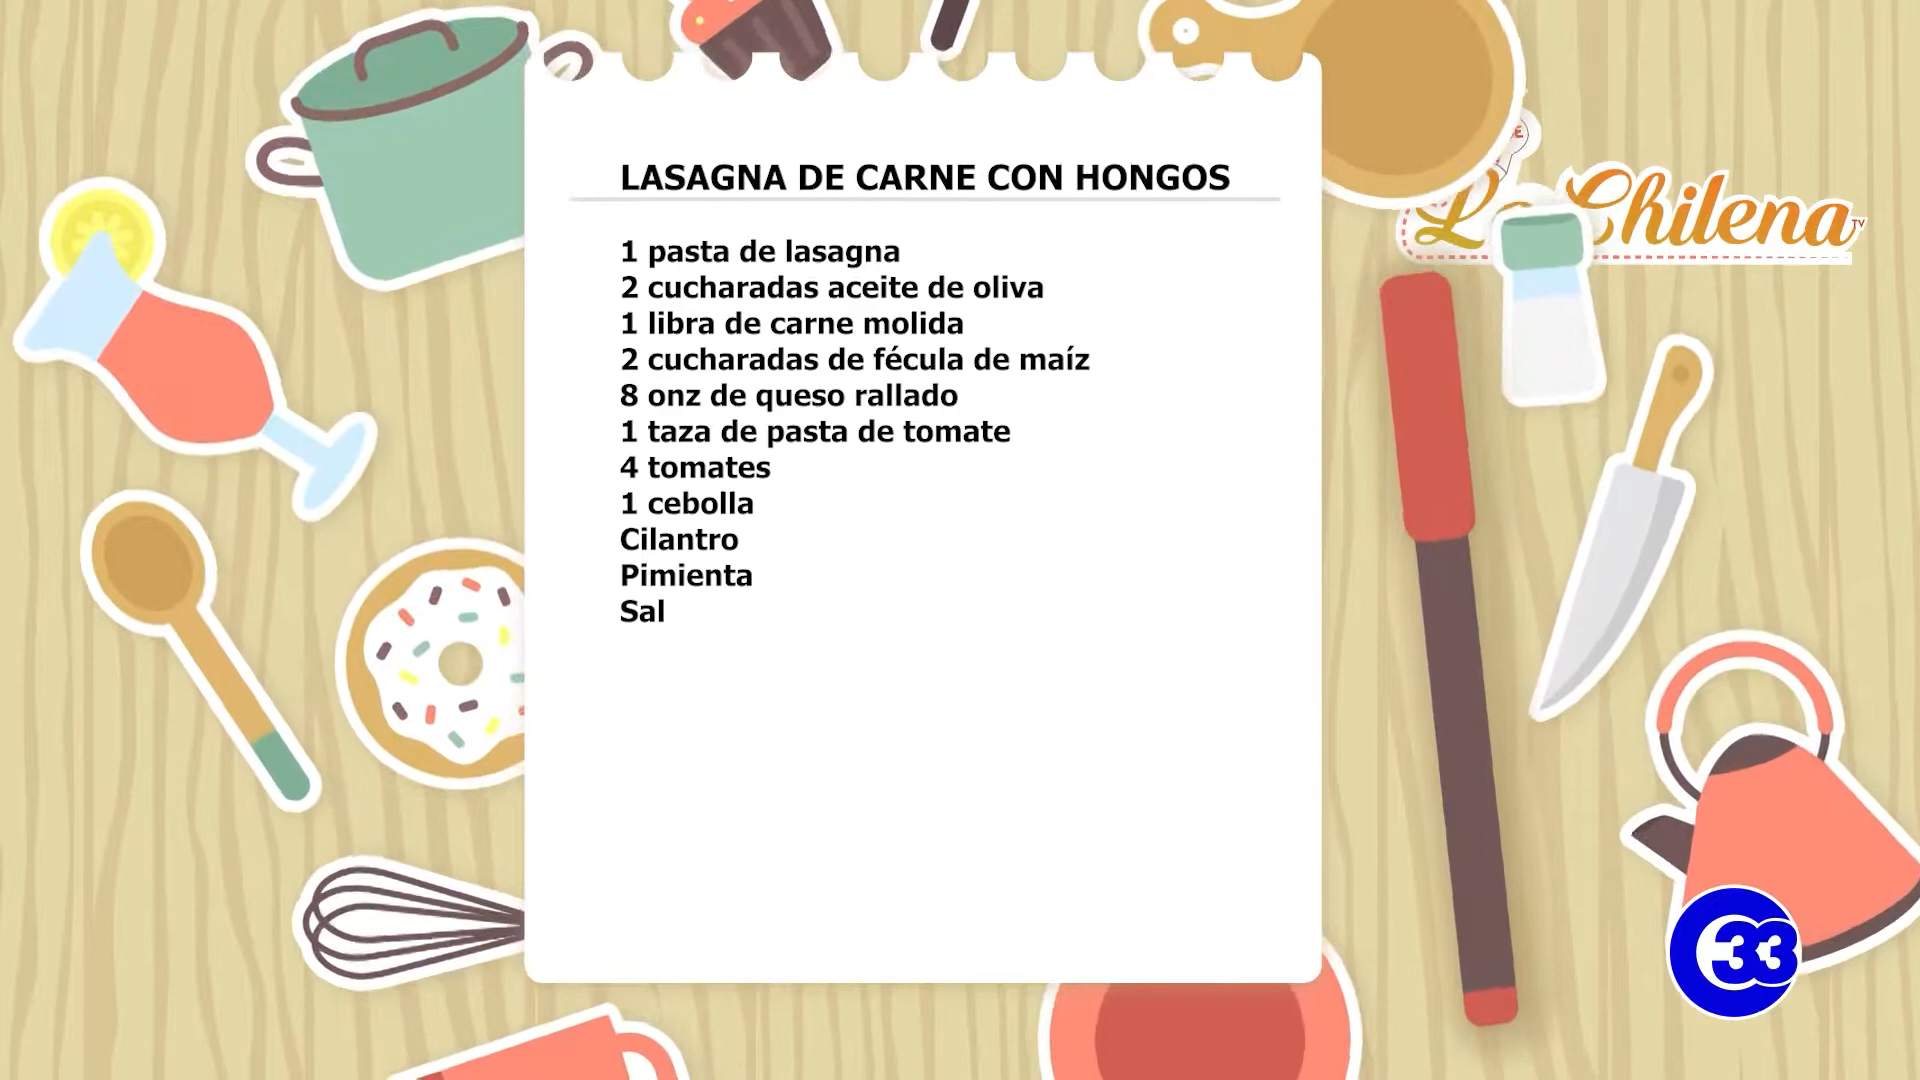 LASAGNA DE CARNE CON HONGOS
1 pasta de lasagna
2 cucharadas aceite de oliva
1 libra de carne molida
2 cucharadas de fécula de maíz
8 onz de queso rallado
1 taza de pasta de tomate
4 tomates
1 cebolla
Cilantro
Pimienta
Sal
Chilena TV
C33